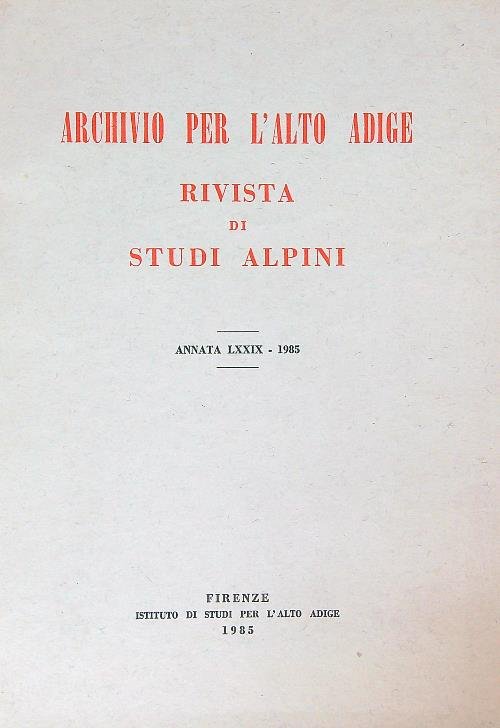 ARCHIVIO PER L'ALTO ADIGE
RIVISTA
DI
STUDI ALPINI
ANNATA LXXIX - 1985
FIRENZE
ISTITUTO DI STUDI PER L'ALTO ADIGE
1985